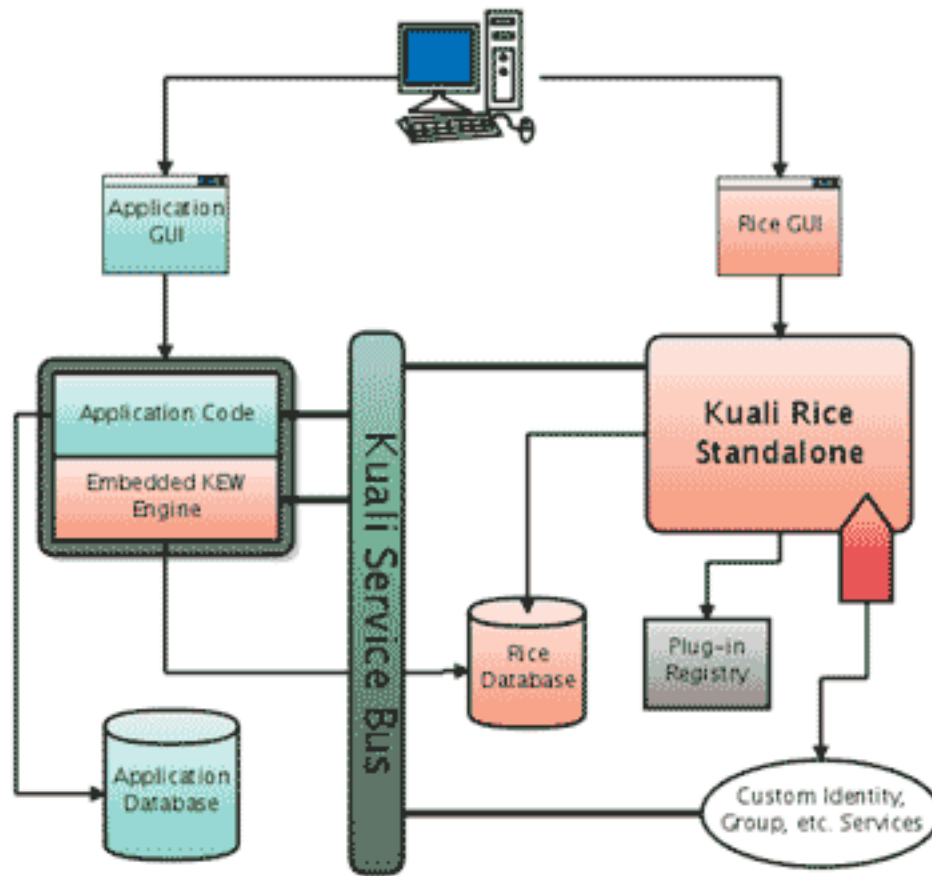 Application
GUI
Rice GUI
Application Code
Embedded KEW
Engine
Kuali Service Bus
Kuali Rice
Standalone
Rice
Database
Plug-in
Registry
Application
Database
Custom Identity,
Group, etc. Services